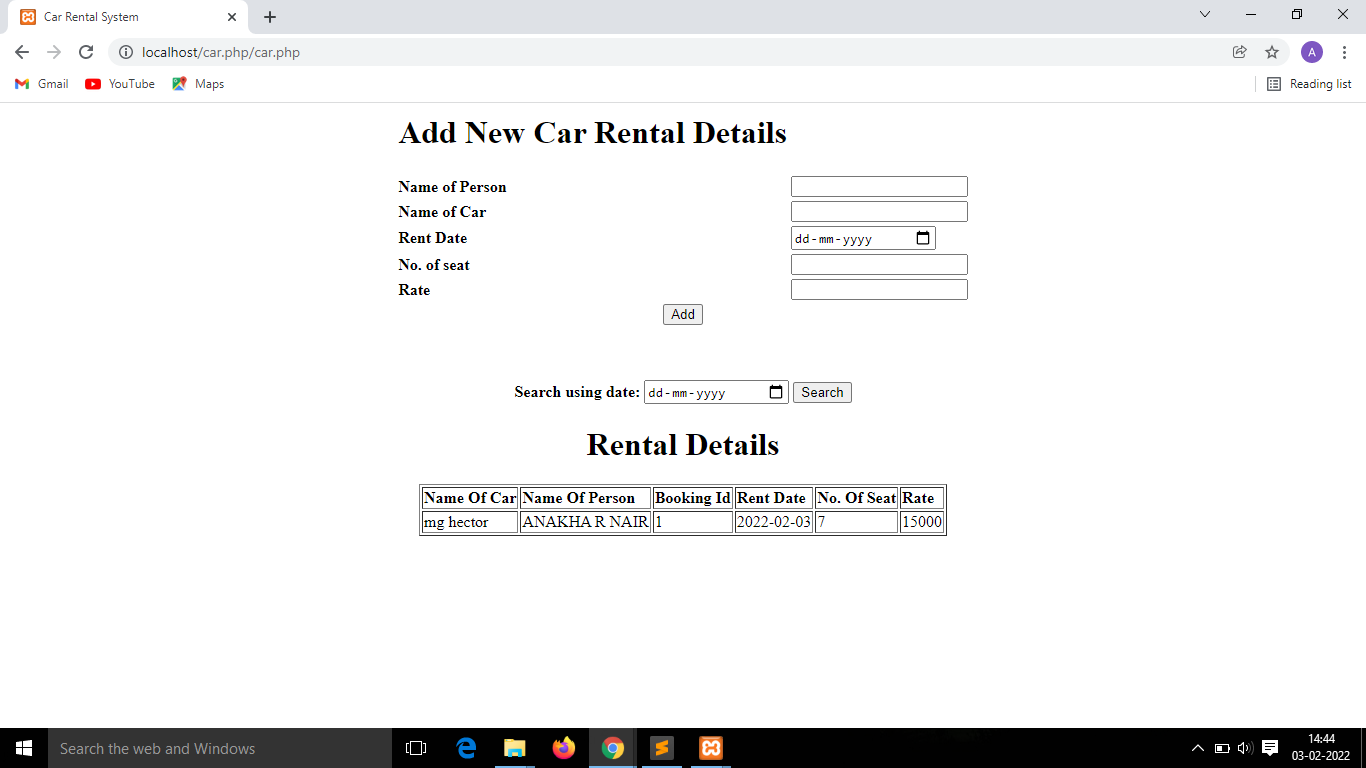 Car Rental System
localhost/car.php/car.php
A
Gmail YouTube Maps Reading list
Add New Car Rental Details
Name of Person
Name of Car
Rent Date dd-mm-yyyy
No. of seat
Rate
Add
Search using date: dd-mm-yyyy Search
Rental Details
Name Of Car Name Of Person Booking Id Rent Date No. Of Seat Rate
mg hector ANAKHA R NAIR 1 2022-02-03 7 15000
Search the web and Windows
14:44
03-02-2022